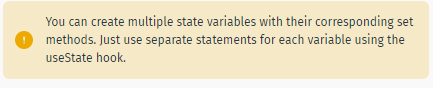 You can create multiple state variables with their corresponding set
methods. Just use separate statements for each variable using the
useState hook.